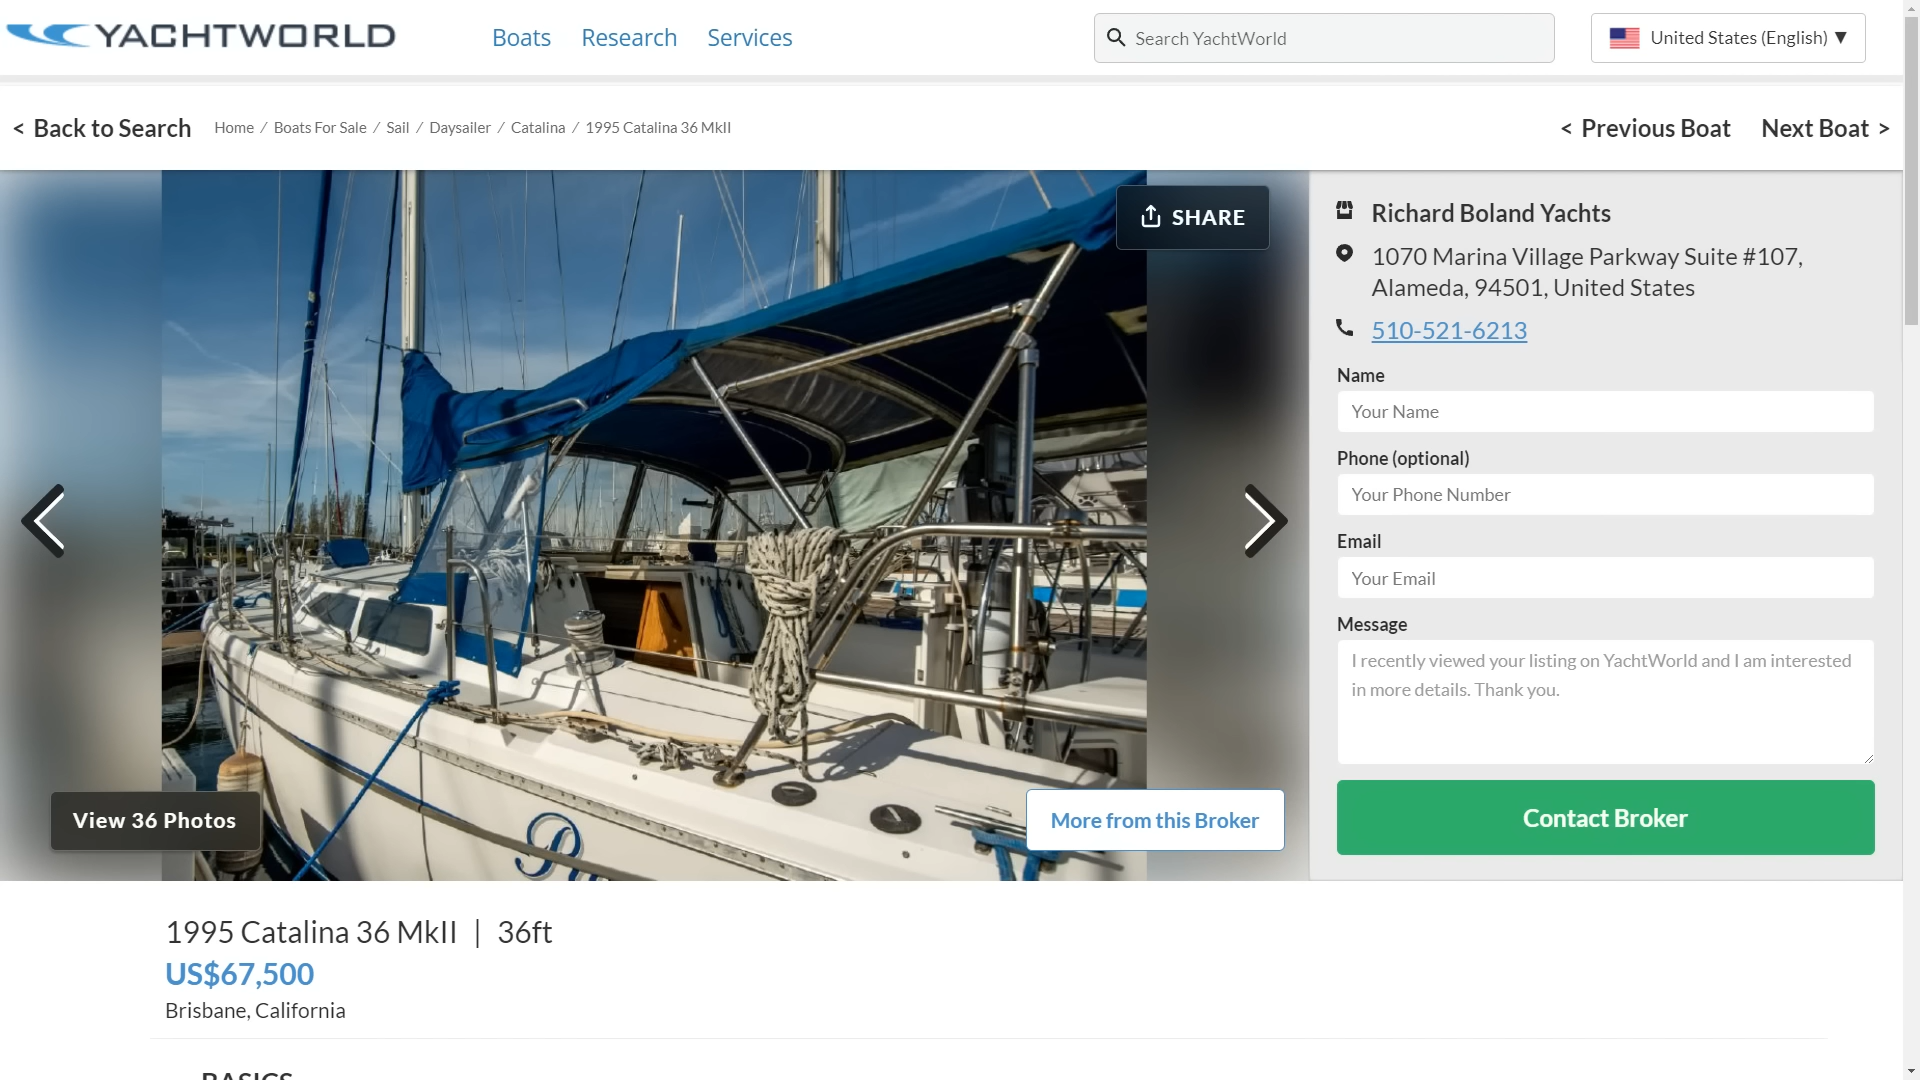 YACHTWORLD
Boats
Research
Services
Search YachtWorld
United States (English) ▼
< Back to Search
Home / Boats For Sale / Sail / Daysailer / Catalina / 1995 Catalina 36 MkII
< Previous Boat
Next Boat >
SHARE
View 36 Photos
More from this Broker
Richard Boland Yachts
1070 Marina Village Parkway Suite #107,
Alameda, 94501, United States
510-521-6213
Name
Your Name
Phone (optional)
Your Phone Number
Email
Your Email
Message
I recently viewed your listing on YachtWorld and I am interested
in more details. Thank you.
Contact Broker
1995 Catalina 36 MkII | 36ft
US$67,500
Brisbane, California
BASICS